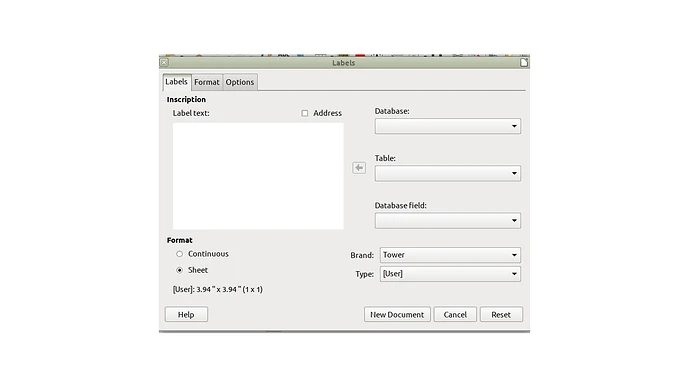 Labels
Labels Format Options
Inscription
Label text: Address Database:
Table:
Database field:
Format
Continuous Brand: Tower
Sheet Type: [User]
[User]: 3.94 " x 3.94 " (1 x 1)
Help New Document Cancel Reset